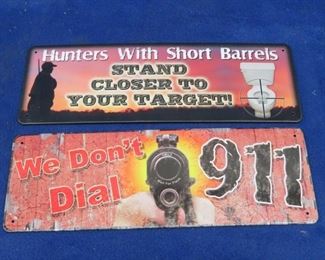 Hunters With Short Barrels
STAND
CLOSER TO
YOUR TARGET!
We Don't
Dial
911